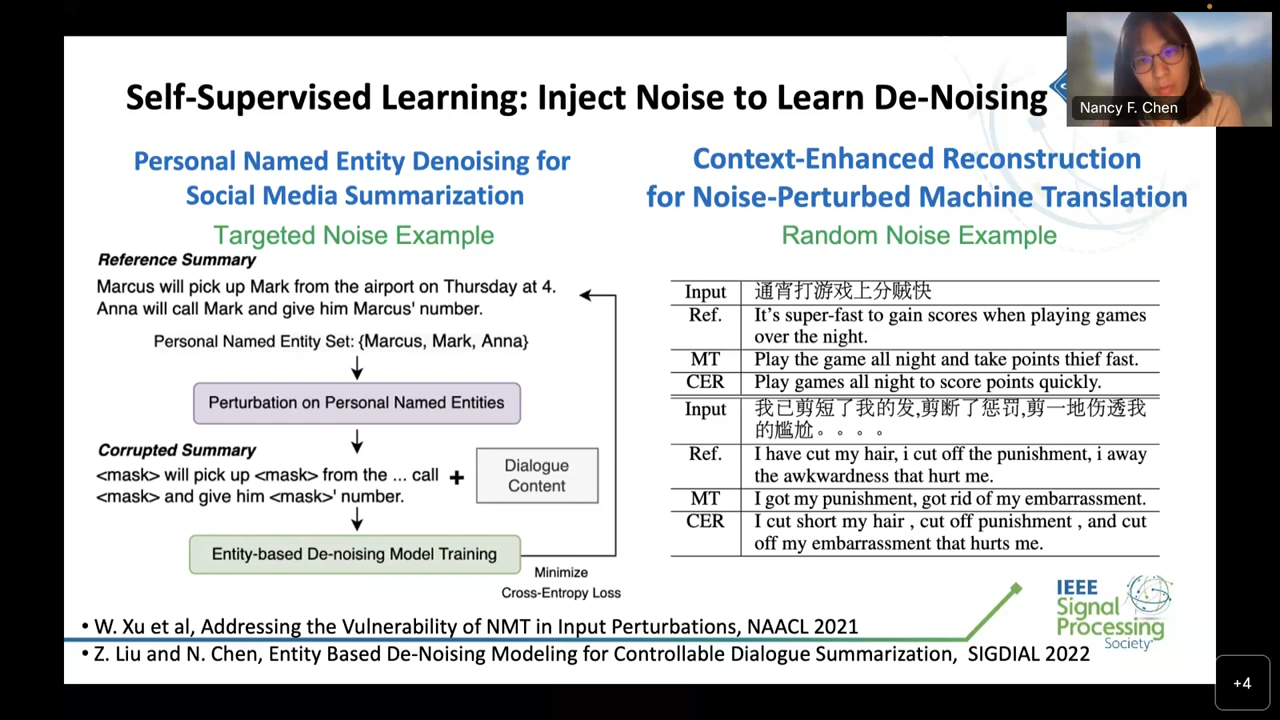 Nancy F. Chen
Self-Supervised Learning: Inject Noise to Learn De-Noising
Personal Named Entity Denoising for
Social Media Summarization
Targeted Noise Example
Reference Summary
Marcus will pick up Mark from the airport on Thursday at 4.
Anna will call Mark and give him Marcus' number.
Personal Named Entity Set: {Marcus, Mark, Anna}
Perturbation on Personal Named Entities
Corrupted Summary
<mask> will pick up <mask> from the ... call
<mask> and give him <mask>' number.
+
Dialogue
Content
Entity-based De-noising Model Training
Minimize
Cross-Entropy Loss
Context-Enhanced Reconstruction
for Noise-Perturbed Machine Translation
Random Noise Example
Input 通宵打游戏上分贼快
Ref. It's super-fast to gain scores when playing games
over the night.
MT Play the game all night and take points thief fast.
CER Play games all night to score points quickly.
Input 我已剪短了我的发,剪断了惩罚,剪一地伤透我
的尴尬。。。。
Ref. I have cut my hair, i cut off the punishment, i away
the awkwardness that hurt me.
MT I got my punishment, got rid of my embarrassment.
CER I cut short my hair , cut off punishment , and cut
off my embarrassment that hurts me.
• W. Xu et al, Addressing the Vulnerability of NMT in Input Perturbations, NAACL 2021
• Z. Liu and N. Chen, Entity Based De-Noising Modeling for Controllable Dialogue Summarization, SIGDIAL 2022
IEEE
Signal
Processing
Society
+4